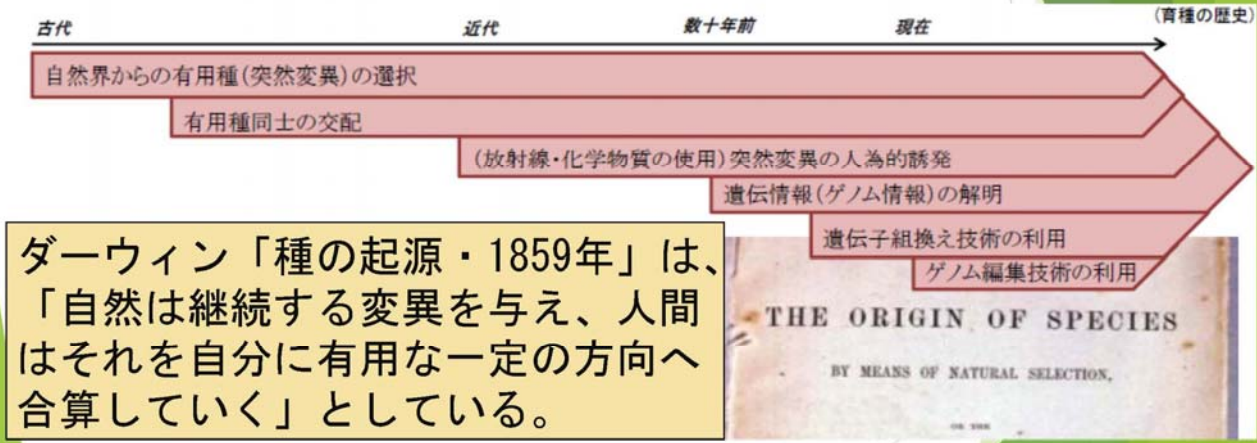 (育種の歴史)
古代 近代 数十年前 現在
自然界からの有用種(突然変異)の選択
有用種同士の交配
(放射線・化学物質の使用)突然変異の人為的誘発
遺伝情報(ゲノム情報)の解明
遺伝子組換え技術の利用
ゲノム編集技術の利用
ダーウィン「種の起源・1859年」は、
「自然は継続する変異を与え、人間
はそれを自分に有用な一定の方向へ
合算していく」としている。
THE ORIGIN OF SPECIES
BY MEANS OF NATURAL SELECTION,
OR THE